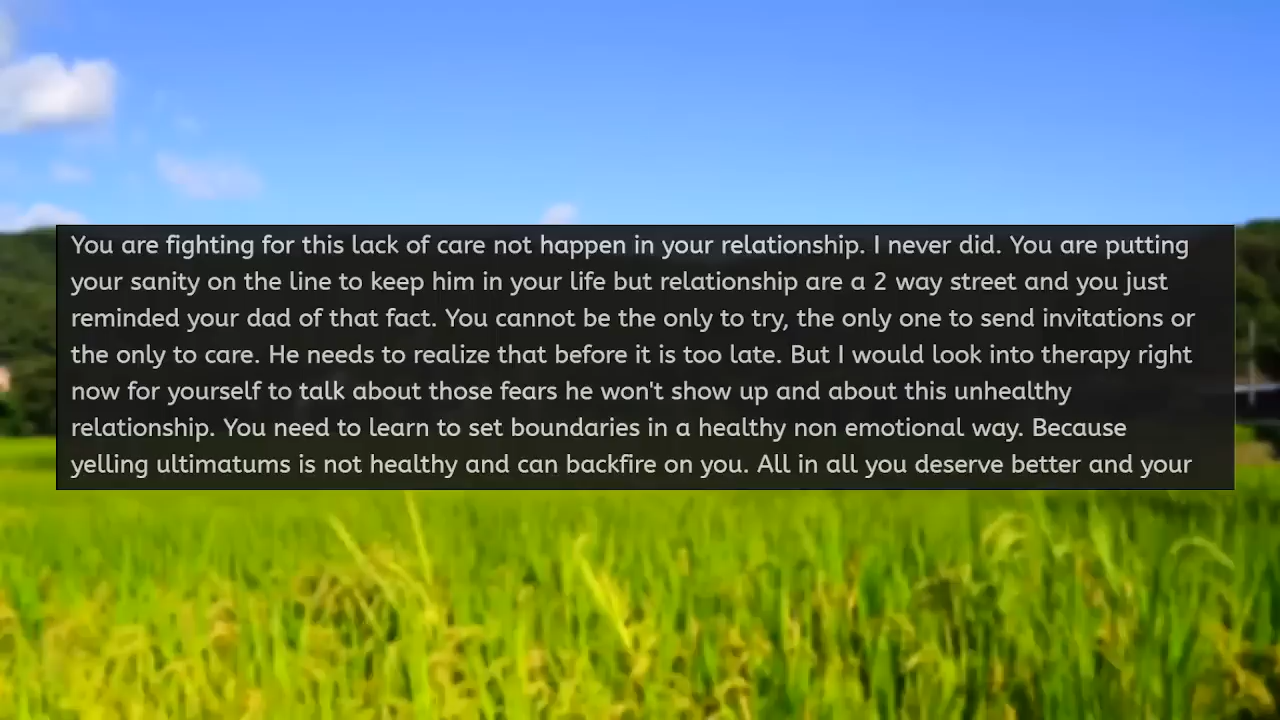 You are fighting for this lack of care not happen in your relationship. I never did. You are putting
your sanity on the line to keep him in your life but relationship are a 2 way street and you just
reminded your dad of that fact. You cannot be the only to try, the only one to send invitations or
the only to care. He needs to realize that before it is too late. But I would look into therapy right
now for yourself to talk about those fears he won't show up and about this unhealthy
relationship. You need to learn to set boundaries in a healthy non emotional way. Because
yelling ultimatums is not healthy and can backfire on you. All in all you deserve better and your